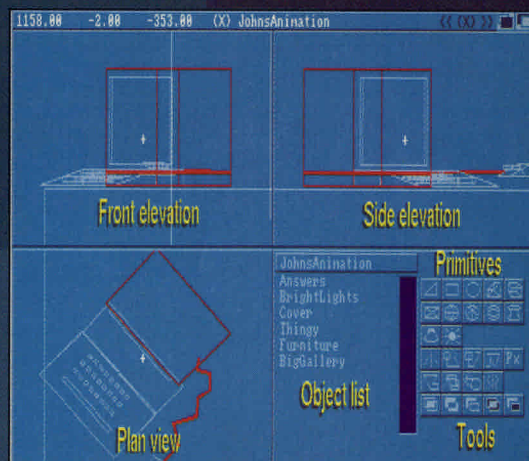 1158.00 -2.00 -353.00 (X) JohnsAnimation << (X) >>
Front elevation
Side elevation
JohnsAnimation
Answers
BrightLights
Cover
Thingy
Furniture
BigGallery
Object list
Primitives
Px
Tools
Plan view